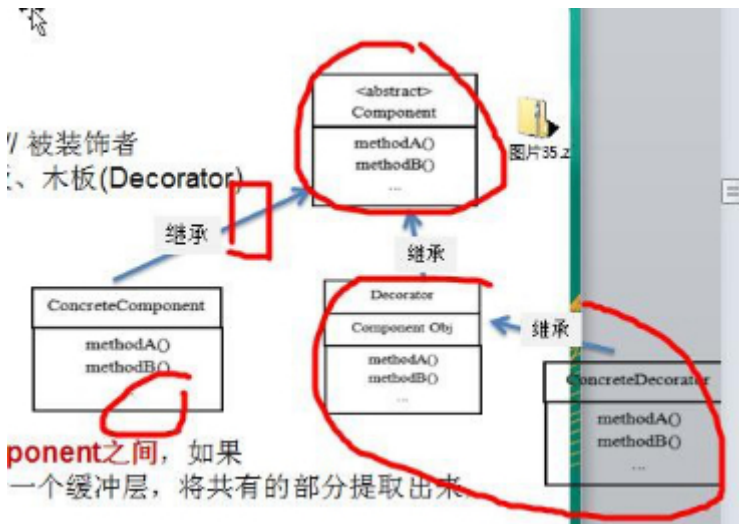 <abstract>
Component
methodA()
methodB()
...
// 被装饰者
、木板(Decorator)
图片35.z
继承
继承
ConcreteComponent
methodA()
methodB()
Decorator
Component Obj
methodA()
methodB()
...
继承
ConcreteDecorator
methodA()
methodB()
...
ponent之间，如果
一个缓冲层，将共有的部分提取出来